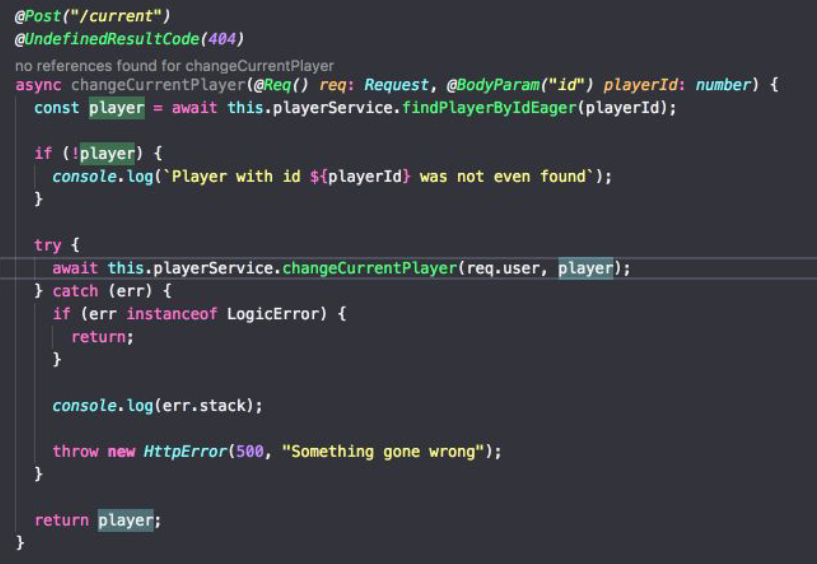 @Post("/current")
@UndefinedResultCode(404)
no references found for changeCurrentPlayer
async changeCurrentPlayer(@Req() req: Request, @BodyParam("id") playerId: number) {
const player = await this.playerService.findPlayerByIdEager(playerId);
if (!player) {
console.log(`Player with id ${playerId} was not even found`);
}
try {
await this.playerService.changeCurrentPlayer(req.user, player);
} catch (err) {
if (err instanceof LogicError) {
return;
}
console.log(err.stack);
throw new HttpError(500, "Something gone wrong");
}
return player;
}